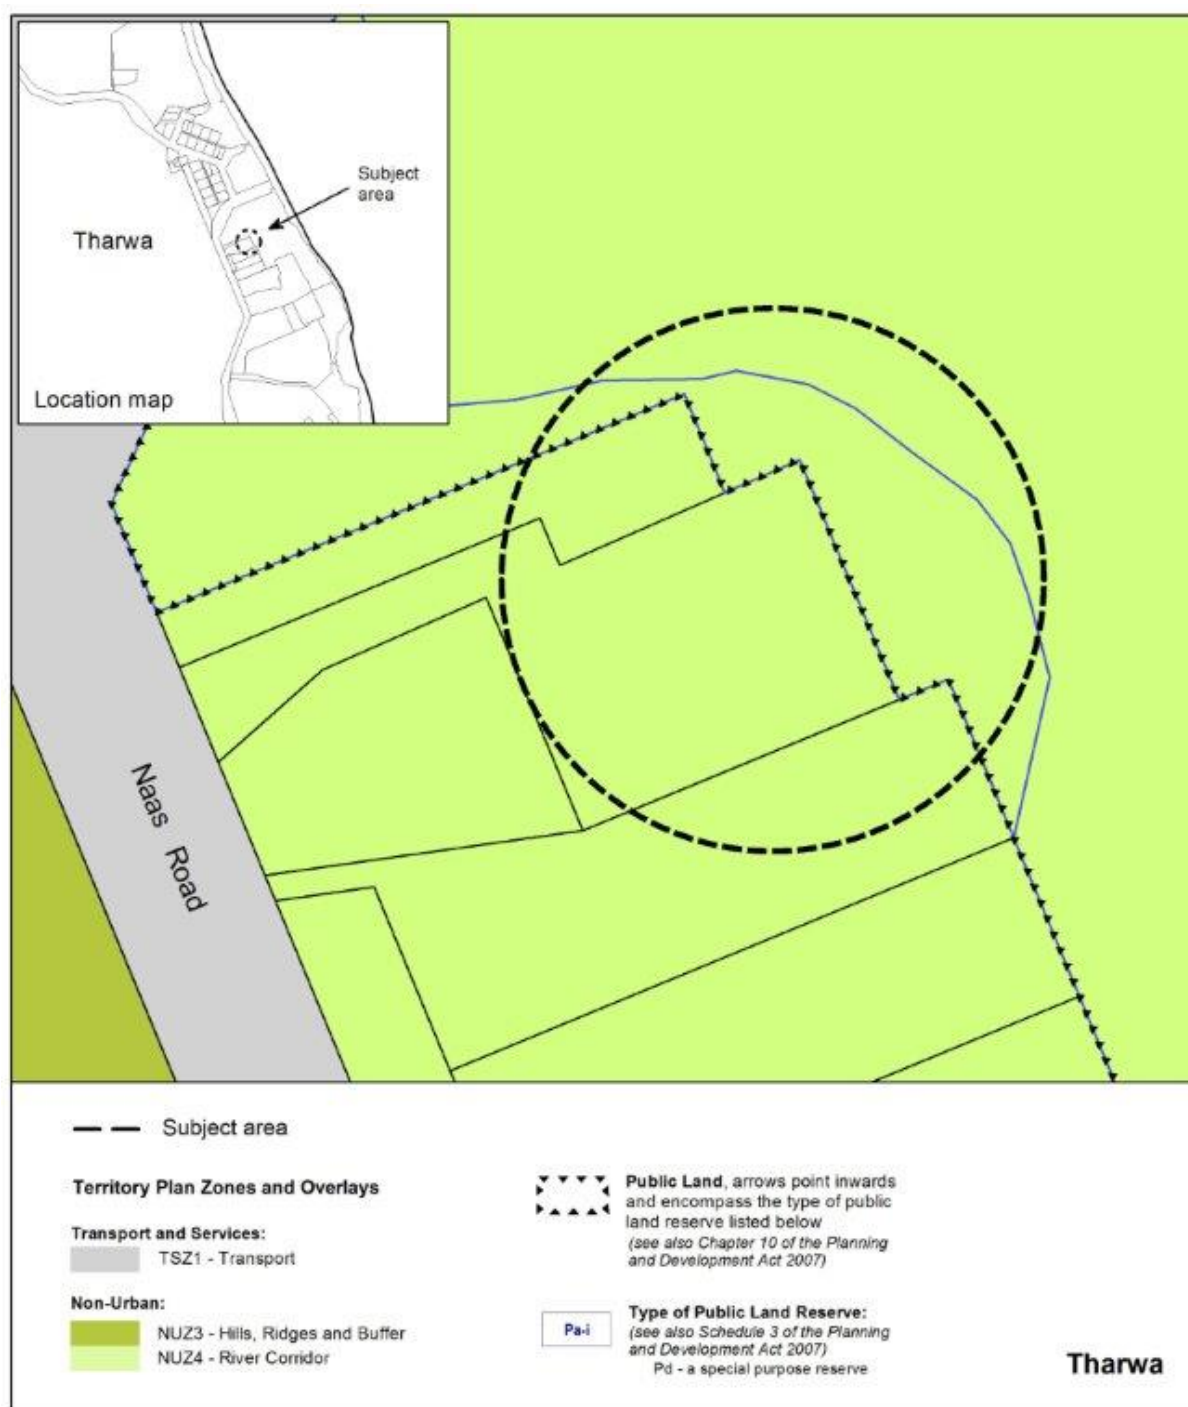 Subject
area
Tharwa
Location map
Naas Road
Subject area
Territory Plan Zones and Overlays
Transport and Services:
TSZ1 - Transport
Non-Urban:
NUZ3 - Hills, Ridges and Buffer
NUZ4 - River Corridor
Public Land, arrows point inwards
and encompass the type of public
land reserve listed below
(see also Chapter 10 of the Planning
and Development Act 2007)
Pa-i
Type of Public Land Reserve:
(see also Schedule 3 of the Planning
and Development Act 2007)
Pd - a special purpose reserve
Tharwa